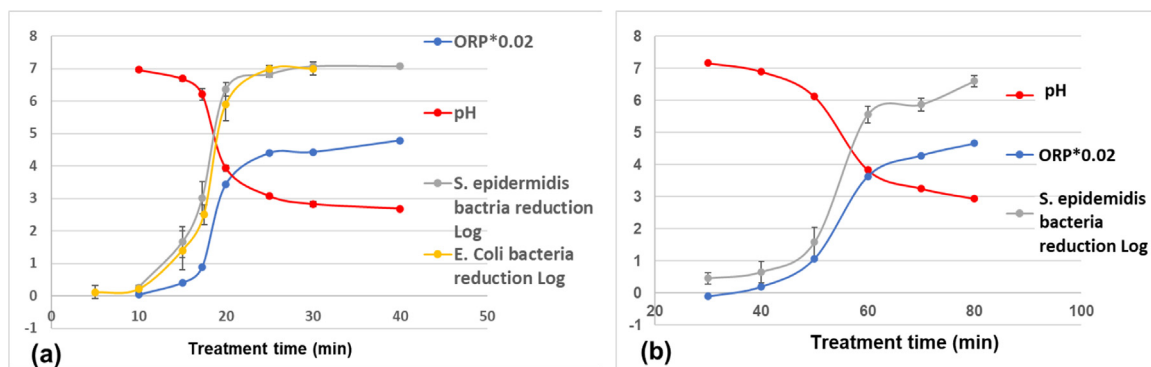 8
7
6
5
4
3
2
1
0
-1
0
10
20
30
40
50
Treatment time (min)
(a)
ORP*0.02
pH
S. epidermidis
bactria reduction
Log
E. Coli bacteria
reduction Log
8
7
6
5
4
3
2
1
0
-1
20
40
60
80
100
Treatment time (min)
(b)
pH
ORP*0.02
S. epidemidis
bacteria
reduction Log